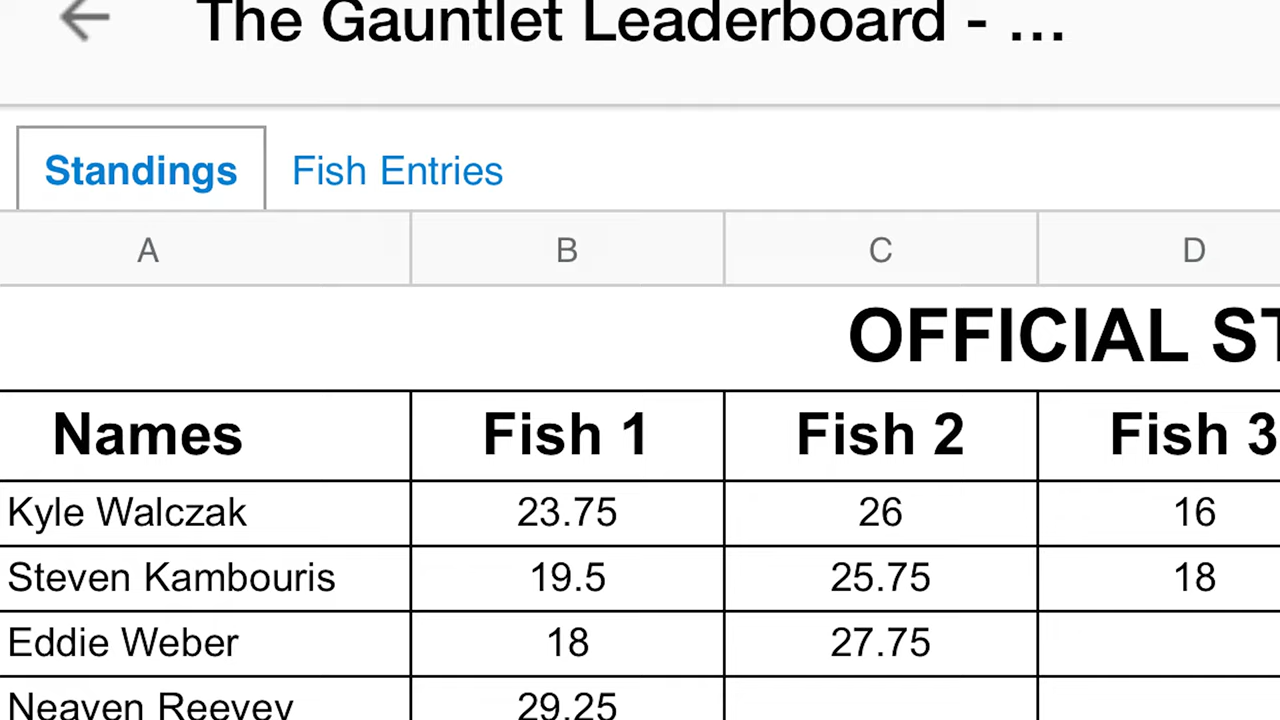 The Gauntlet Leaderboard - ...
Standings Fish Entries
A B C D
OFFICIAL ST
Names Fish 1 Fish 2 Fish 3
Kyle Walczak 23.75 26 16
Steven Kambouris 19.5 25.75 18
Eddie Weber 18 27.75
Neaven Reevey 29.25